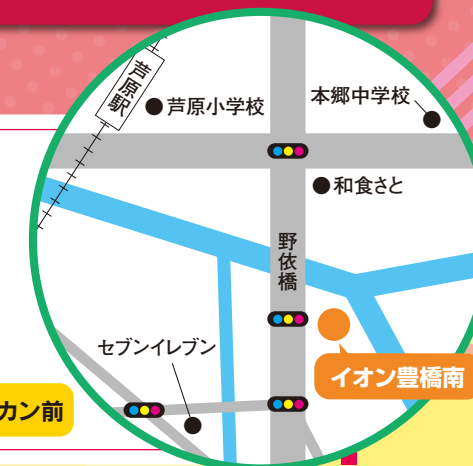 芦原駅
芦原小学校
本郷中学校
和食さと
野依橋
セブンイレブン
イオン豊橋南
カン前